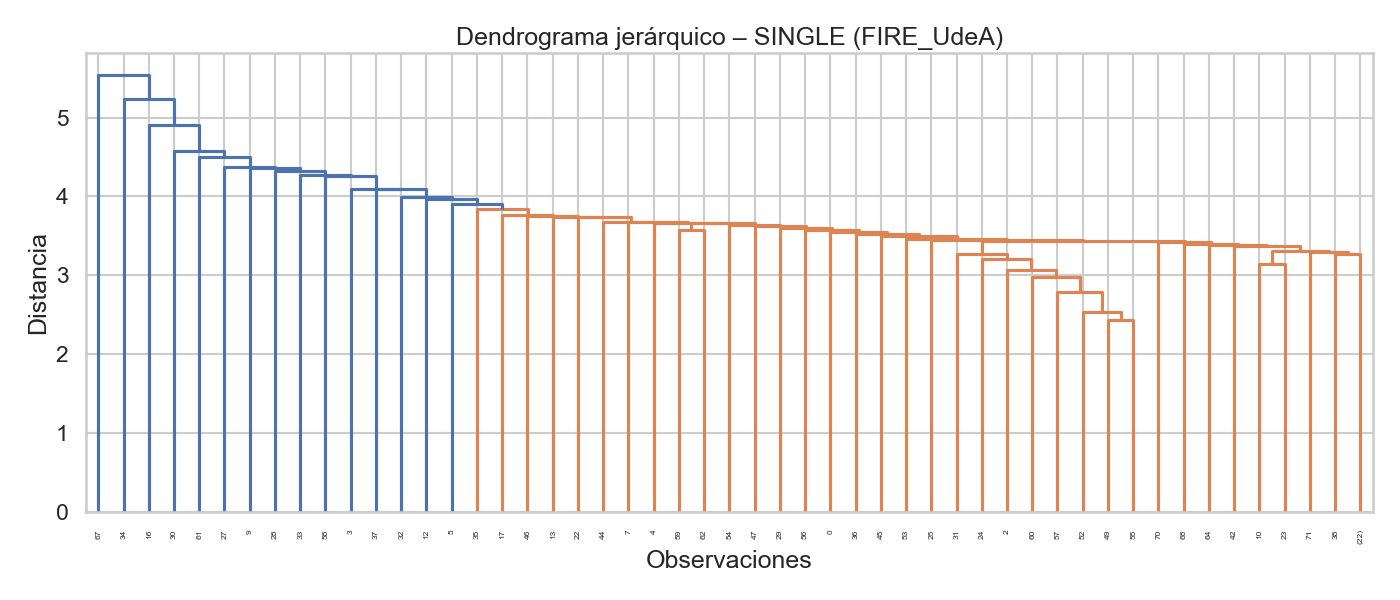 Dendrograma jerárquico – SINGLE (FIRE_UdeA)
5
4
3
2
1
0
Distancia
67 34 16 30 61 27 9 28 33 58 3 37 32 12 5 35 17 46 13 22 44 7 4 59 62 54 47 29 56 0 36 45 53 25 31 24 2 60 57 52 49 55 70 68 64 42 10 23 71 38 (22)
Observaciones